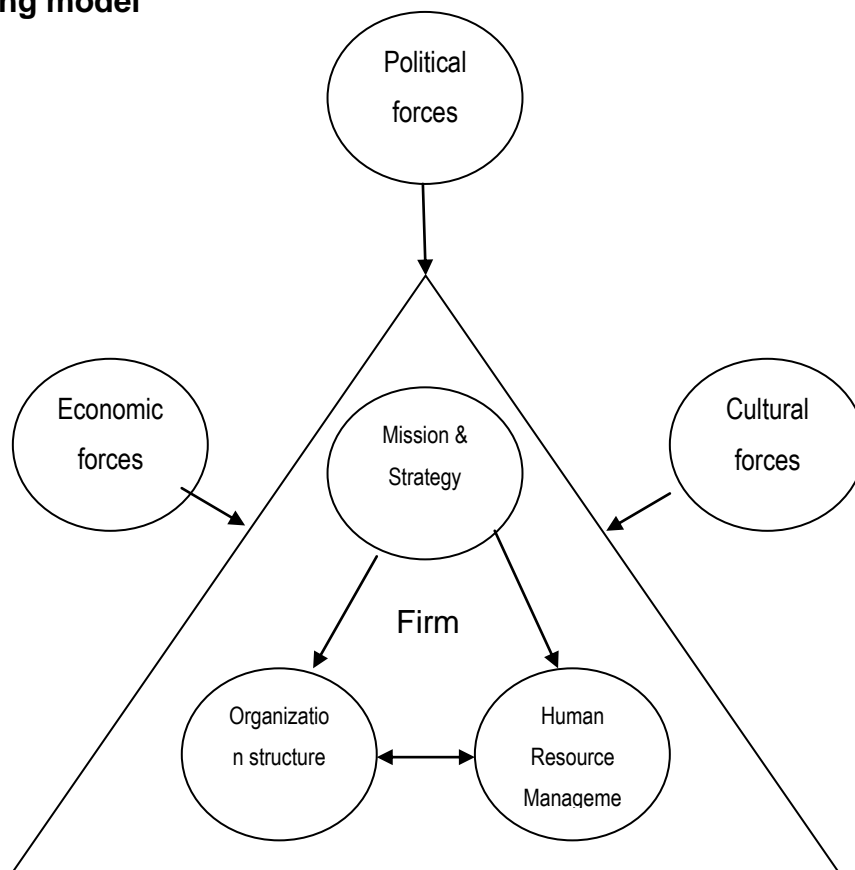 ng model
Political
forces
Economic
forces
Cultural
forces
Mission &
Strategy
Firm
Organizatio
n structure
Human
Resource
Manageme